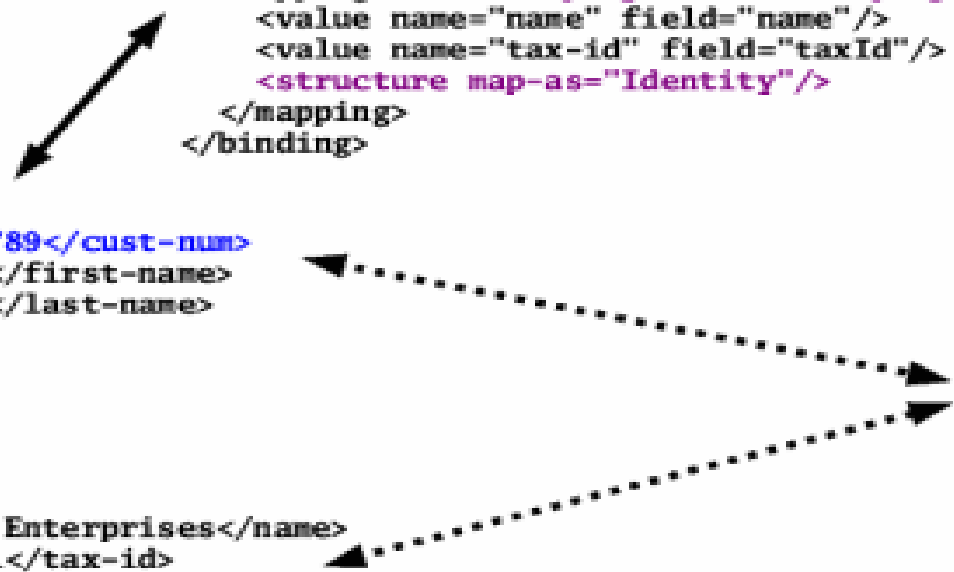 <value name="name" field="name"/>
<value name="tax-id" field="taxId"/>
<structure map-as="Identity"/>
</mapping>
</binding>
789</cust-num>
</first-name>
</last-name>
Enterprises</name>
</tax-id>